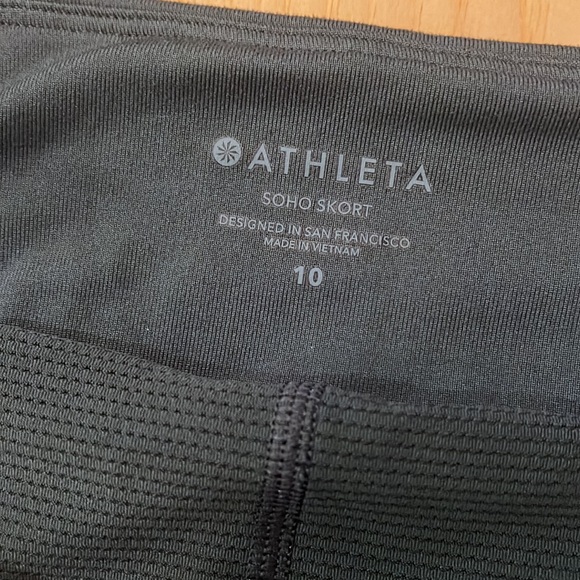 ATHLETA
SOHO SKORT
DESIGNED IN SAN FRANCISCO
MADE IN VIETNAM
10